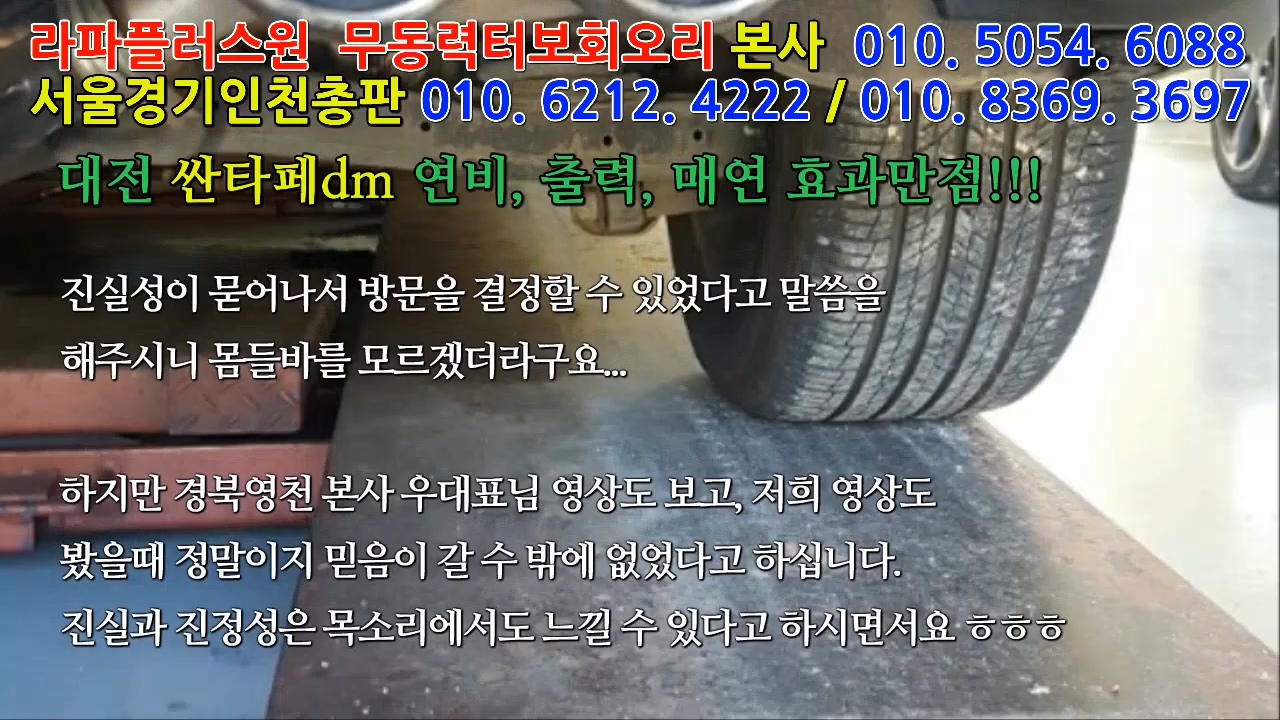 라파플러스원 무동력터보회오리 본사 010. 5054. 6088
서울경기인천총판 010. 6212. 4222 / 010. 8369. 3697
대전 싼타페dm 연비, 출력, 매연 효과만점!!!
진실성이 묻어나서 방문을 결정할 수 있었다고 말씀을
해주시니 몸들바를 모르겠더라구요...
하지만 경북영천 본사 우대표님 영상도 보고, 저희 영상도
봤을때 정말이지 믿음이 갈 수 밖에 없었다고 하십니다.
진실과 진정성은 목소리에서도 느낄 수 있다고 하시면서요 ㅎㅎㅎ